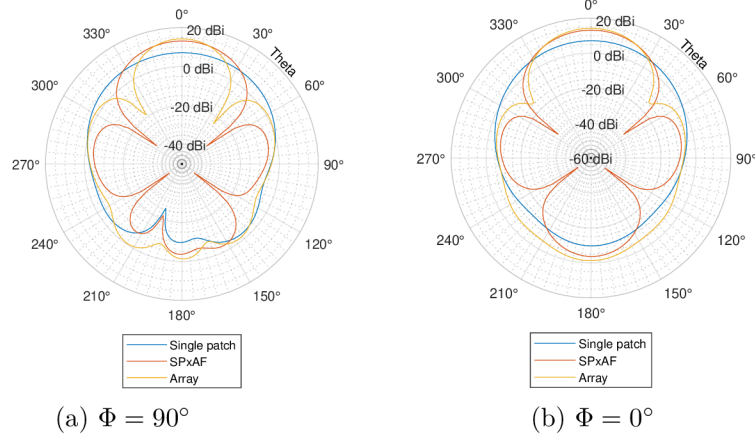 0°
20 dBi
330°
30°
Theta
300°
0 dBi
60°
-20 dBi
-40 dBi
270°
90°
240°
120°
210°
150°
180°
Single patch
SPxAF
Array
(a) Φ = 90°
0°
20 dBi
330°
30°
Theta
0 dBi
300°
60°
-20 dBi
-40 dBi
-60 dBi
270°
90°
240°
120°
210°
150°
180°
Single patch
SPxAF
Array
(b) Φ = 0°